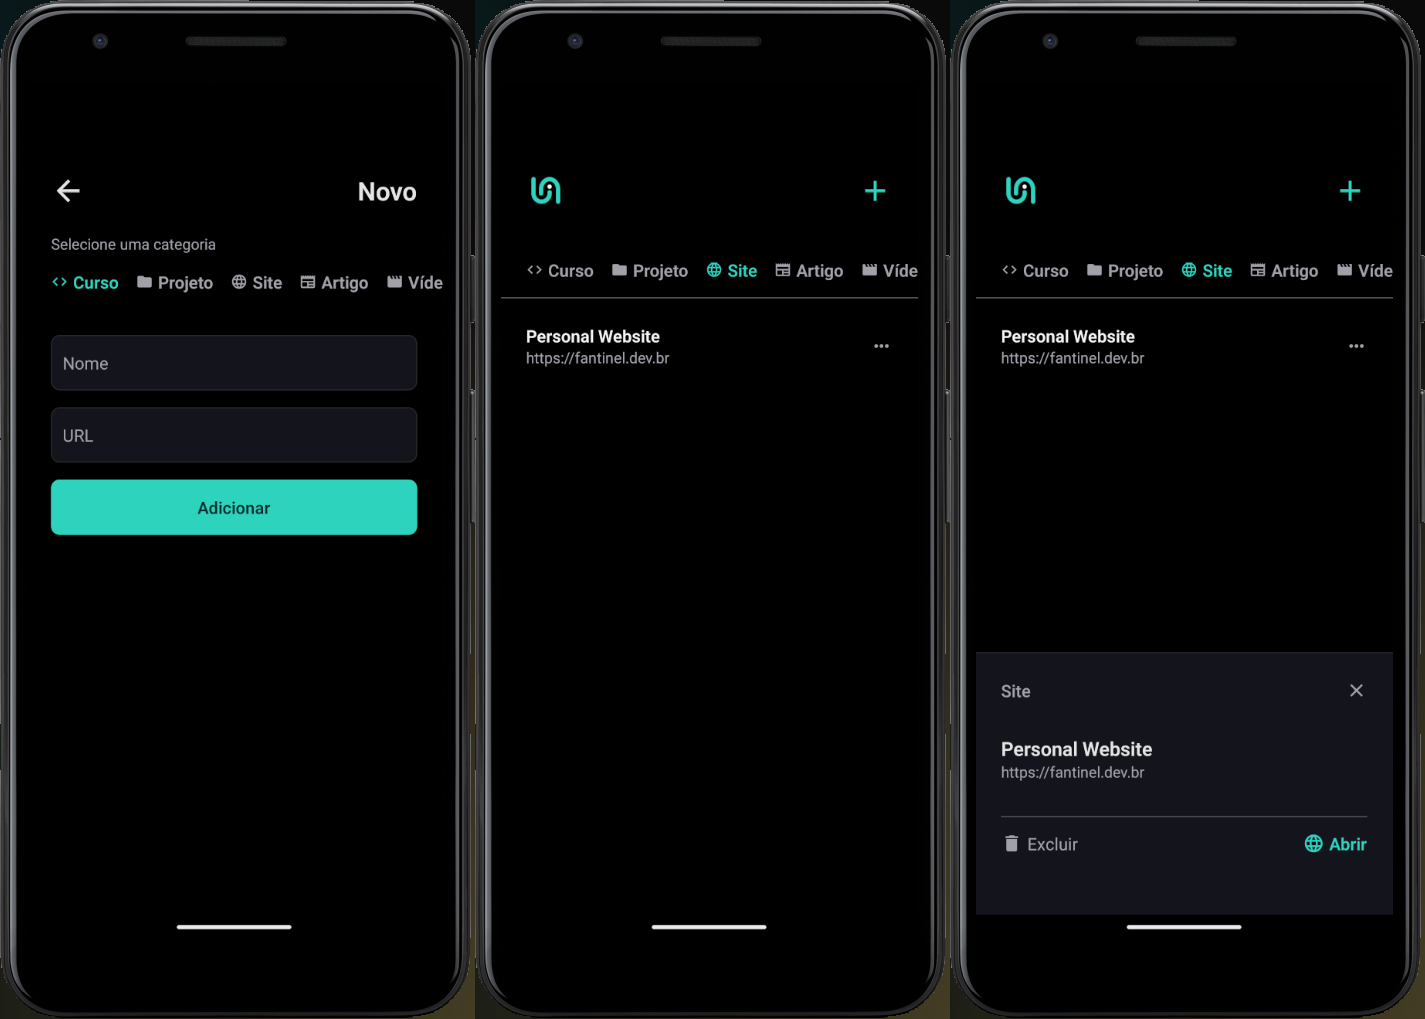 Novo
Selecione uma categoria
Curso Projeto Site Artigo Víde
Nome
URL
Adicionar
Curso Projeto Site Artigo Víde
Personal Website
https://fantinel.dev.br
Curso Projeto Site Artigo Víde
Personal Website
https://fantinel.dev.br
Site
Personal Website
https://fantinel.dev.br
Excluir Abrir